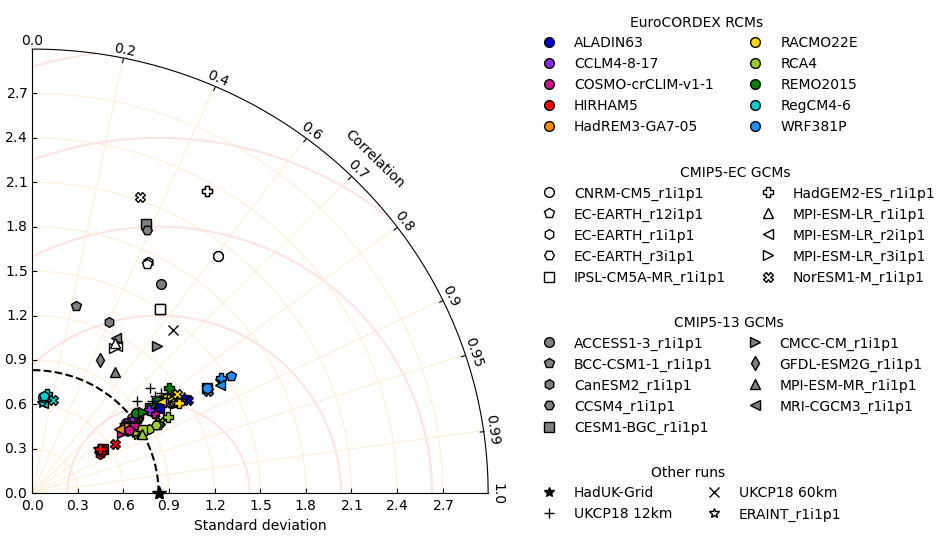 0.0
0.2
0.4
0.6
0.7
0.8
0.9
0.95
0.99
1.0
Correlation
2.7
2.4
2.1
1.8
1.5
1.2
0.9
0.6
0.3
0.0
0.0 0.3 0.6 0.9 1.2 1.5 1.8 2.1 2.4 2.7
Standard deviation
EuroCORDEX RCMs
ALADIN63 RACMO22E
CCLM4-8-17 RCA4
COSMO-crCLIM-v1-1 REMO2015
HIRHAM5 RegCM4-6
HadREM3-GA7-05 WRF381P
CMIP5-EC GCMs
CNRM-CM5_r1i1p1 HadGEM2-ES_r1i1p1
EC-EARTH_r12i1p1 MPI-ESM-LR_r1i1p1
EC-EARTH_r1i1p1 MPI-ESM-LR_r2i1p1
EC-EARTH_r3i1p1 MPI-ESM-LR_r3i1p1
IPSL-CM5A-MR_r1i1p1 NorESM1-M_r1i1p1
CMIP5-13 GCMs
ACCESS1-3_r1i1p1 CMCC-CM_r1i1p1
BCC-CSM1-1_r1i1p1 GFDL-ESM2G_r1i1p1
CanESM2_r1i1p1 MPI-ESM-MR_r1i1p1
CCSM4_r1i1p1 MRI-CGCM3_r1i1p1
CESM1-BGC_r1i1p1
Other runs
HadUK-Grid UKCP18 60km
UKCP18 12km ERAINT_r1i1p1